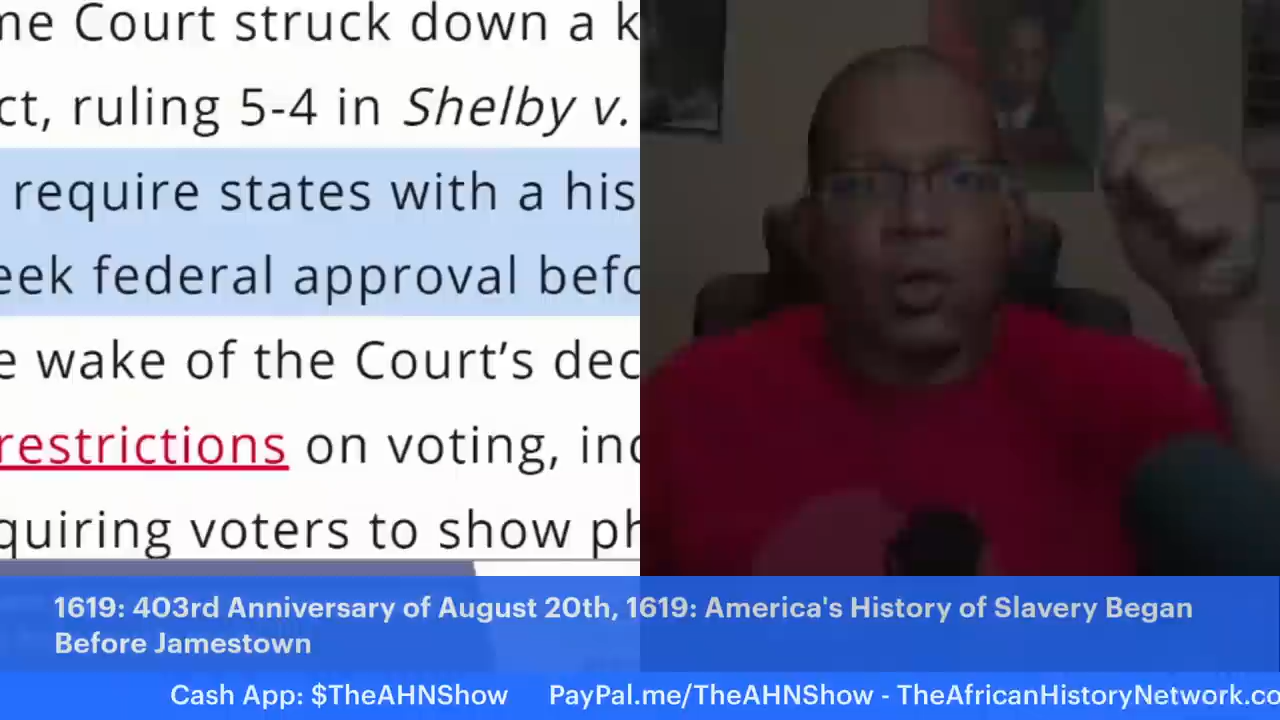 me Court struck down a k
ct, ruling 5-4 in Shelby v.
require states with a his
eek federal approval befo
e wake of the Court's dec
restrictions on voting, inc
quiring voters to show ph
1619: 403rd Anniversary of August 20th, 1619: America's History of Slavery Began
Before Jamestown
Cash App: $TheAHNShow PayPal.me/TheAHNShow - TheAfricanHistoryNetwork.co